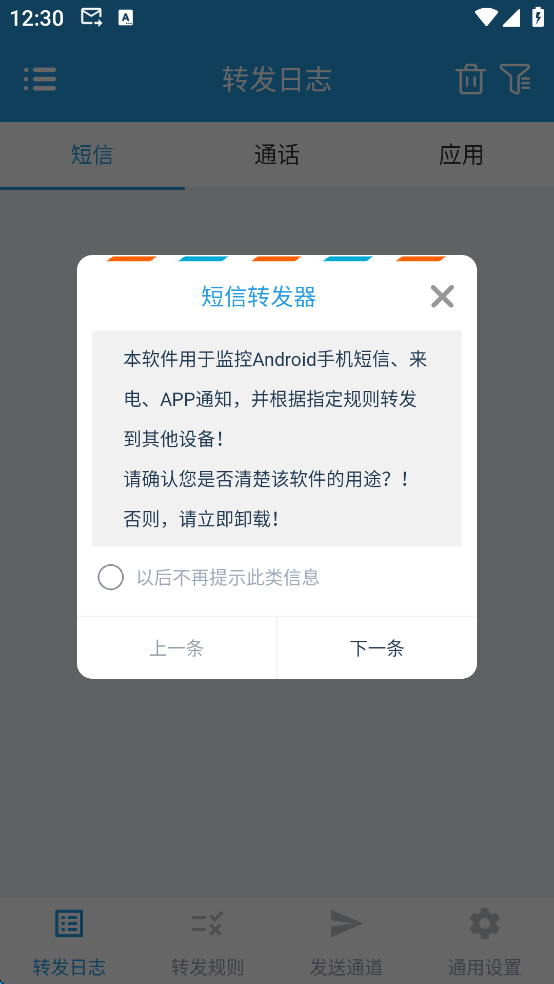 12:30
转发日志
短信 通话 应用
短信转发器
本软件用于监控Android手机短信、来
电、APP通知，并根据指定规则转发
到其他设备！
请确认您是否清楚该软件的用途？！
否则，请立即卸载！
以后不再提示此类信息
上一条 下一条
转发日志 转发规则 发送通道 通用设置